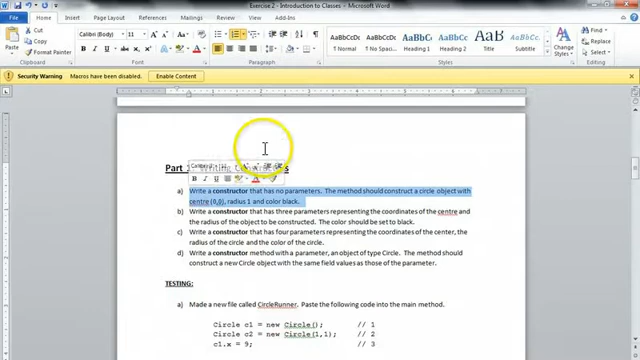 Exercise 2 - Introduction to Classes - Microsoft Word
File Home Insert Page Layout References Mailings Review View Add-Ins
Cut
Copy
Paste
Format Painter
Calibri (Body) 11
AaBbCcDc AaBbCcDc AaBbC AaBbCc AaB AaBbCc.
¶ Normal ¶ No Spaci... Heading 1 Heading 2 Title Subtitle
Change Styles
Find
Replace
Select
Clipboard Font Paragraph Styles Editing
Security Warning Macros have been disabled. Enable Content
Part
a) Write a constructor that has no parameters. The method should construct a circle object with
centre (0,0), radius 1 and color black.
b) Write a constructor that has three parameters representing the coordinates of the centre and
the radius of the object to be constructed. The color should be set to black.
c) Write a constructor that has four parameters representing the coordinates of the center, the
radius of the circle and the color of the circle.
d) Write a constructor method with a parameter, an object of type Circle. The method should
construct a new Circle object with the same field values as those of the parameter.
TESTING:
a) Made a new file called CircleRunner. Paste the following code into the main method.
Circle c1 = new Circle(); // 1
Circle c2 = new Circle(1,1); // 2
c1.x = 9; // 3